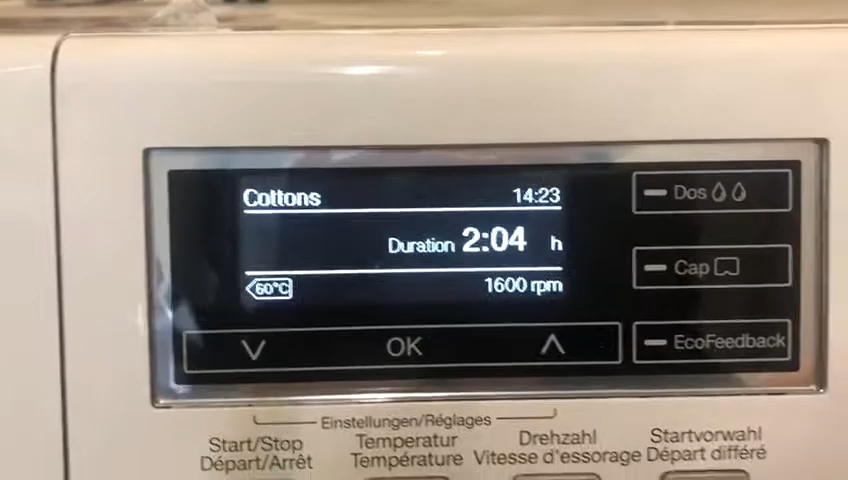 Cottons 14:23
Duration 2:04 h
60°C 1600 rpm
Dos
Cap
EcoFeedback
OK
Einstellungen/Réglages
Start/Stop
Départ/Arrêt
Temperatur
Température
Drehzahl
Vitesse d'essorage
Startvorwahl
Départ différé